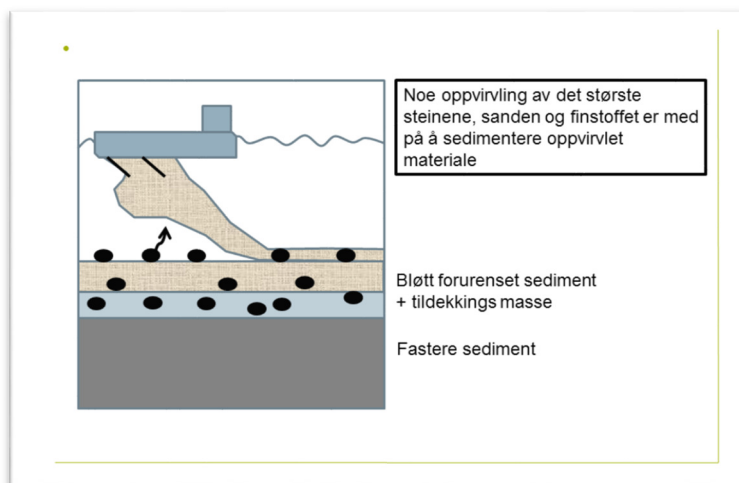 Noe oppvirvling av det største
steinene, sanden og finstoffet er med
på å sedimentere oppvirvlet
materiale
Bløtt forurenset sediment
+ tildekkings masse
Fastere sediment